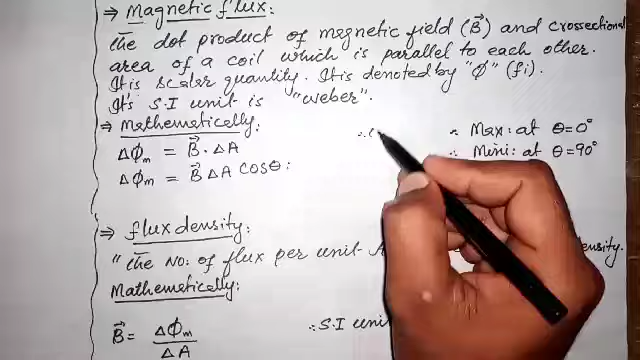 ⇒ Magnetic flux:
The dot product of magnetic field (B⃗) and crossectional
area of a coil which is parallel to each other.
It is scaler quantity. It is denoted by "Φ" (fi).
It's S.I unit is "weber".
⇒ Mathematically:
ΔΦm = B⃗ · ΔA
∴ Max: at θ=0°
ΔΦm = B⃗ ΔA Cosθ:
∴ Mini: at θ=90°
⇒ flux density:
"The No: of flux per unit density.
Mathematically:
B⃗ = ΔΦm / ΔA
∴ S.I unit